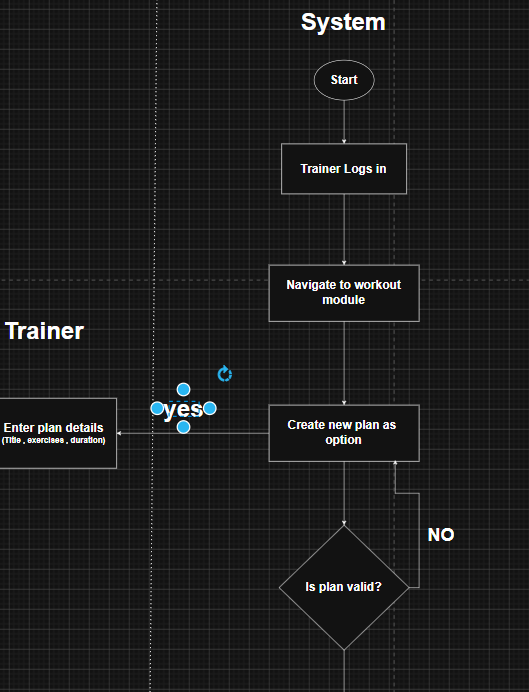 System
Start
Trainer Logs in
Navigate to workout
module
Trainer
yes
Enter plan details
(Title , exercises , duration)
Create new plan as
option
NO
Is plan valid?